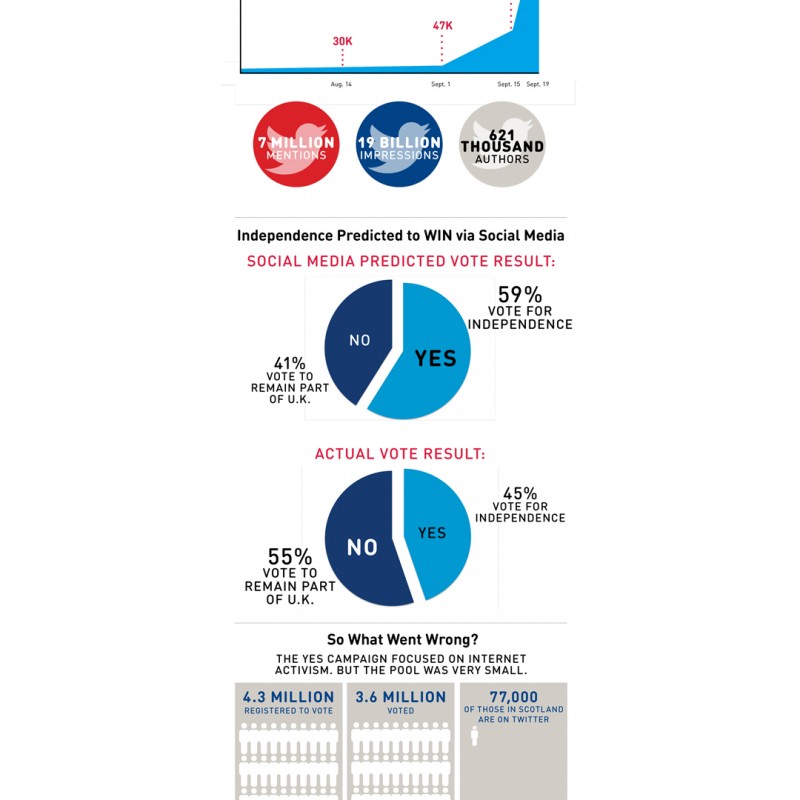 47K
30K
Aug. 14
Sept. 1
Sept. 15
Sept. 19
7 MILLION
MENTIONS
19 BILLION
IMPRESSIONS
621
THOUSAND
AUTHORS
Independence Predicted to WIN via Social Media
SOCIAL MEDIA PREDICTED VOTE RESULT:
59%
VOTE FOR
INDEPENDENCE
NO
YES
41%
VOTE TO
REMAIN PART
OF U.K.
ACTUAL VOTE RESULT:
45%
VOTE FOR
INDEPENDENCE
YES
NO
55%
VOTE TO
REMAIN PART
OF U.K.
So What Went Wrong?
THE YES CAMPAIGN FOCUSED ON INTERNET
ACTIVISM. BUT THE POOL WAS VERY SMALL.
4.3 MILLION
REGISTERED TO VOTE
3.6 MILLION
VOTED
77,000
OF THOSE IN SCOTLAND
ARE ON TWITTER